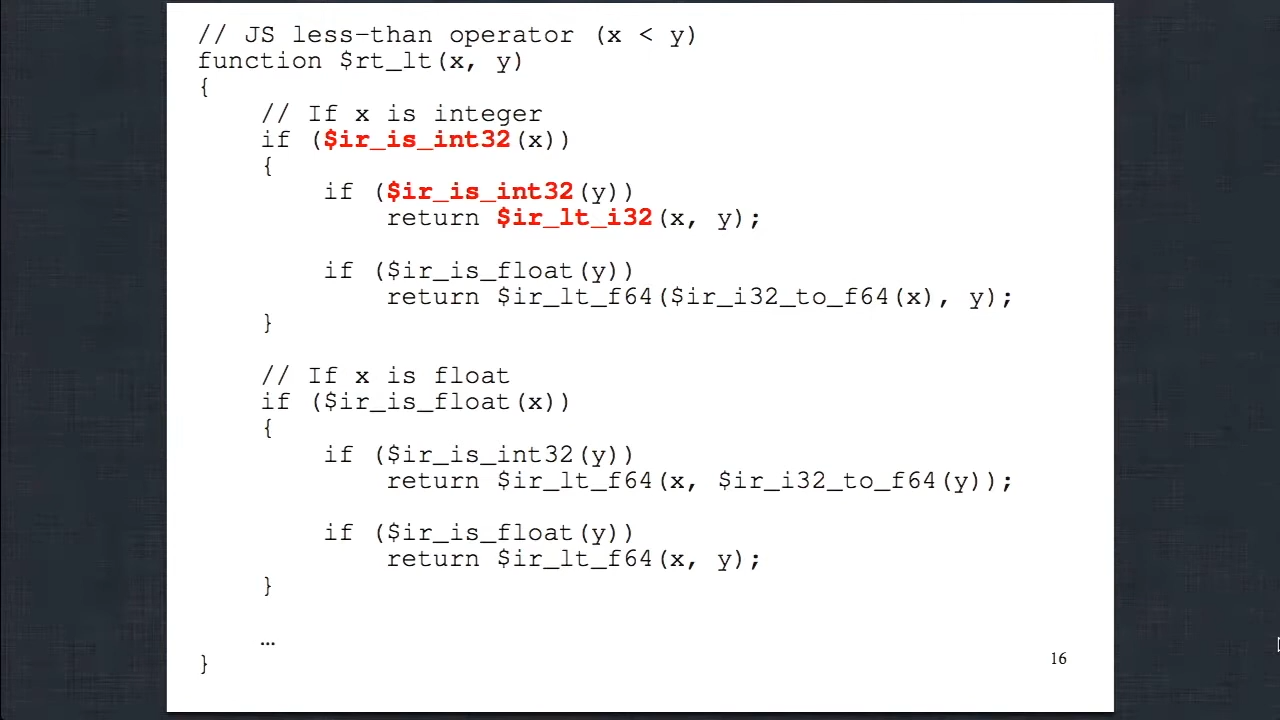 // JS less-than operator (x < y)
function $rt_lt(x, y)
{
// If x is integer
if ($ir_is_int32(x))
{
if ($ir_is_int32(y))
return $ir_lt_i32(x, y);
if ($ir_is_float(y))
return $ir_lt_f64($ir_i32_to_f64(x), y);
}
// If x is float
if ($ir_is_float(x))
{
if ($ir_is_int32(y))
return $ir_lt_f64(x, $ir_i32_to_f64(y));
if ($ir_is_float(y))
return $ir_lt_f64(x, y);
}
…
}
16